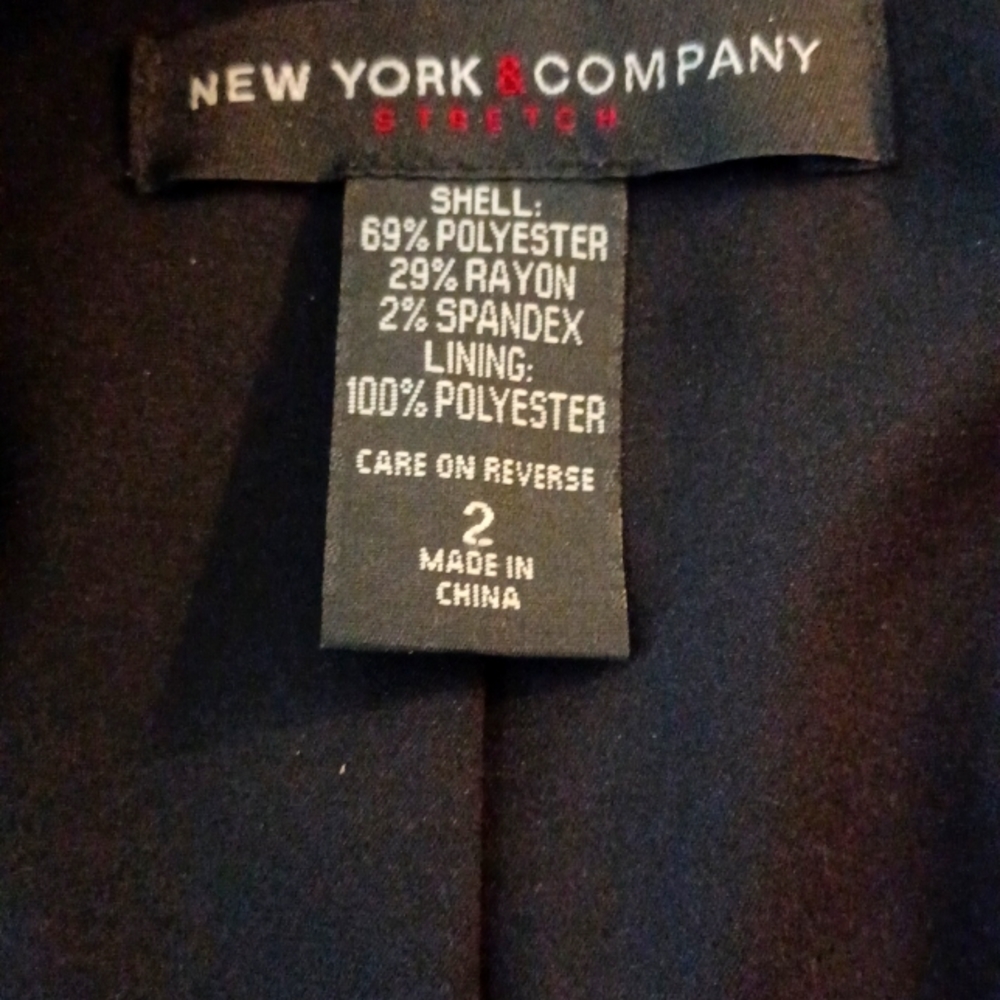 NEW YORK & COMPANY
STRETCH
SHELL:
69% POLYESTER
29% RAYON
2% SPANDEX
LINING:
100% POLYESTER
CARE ON REVERSE
2
MADE IN
CHINA